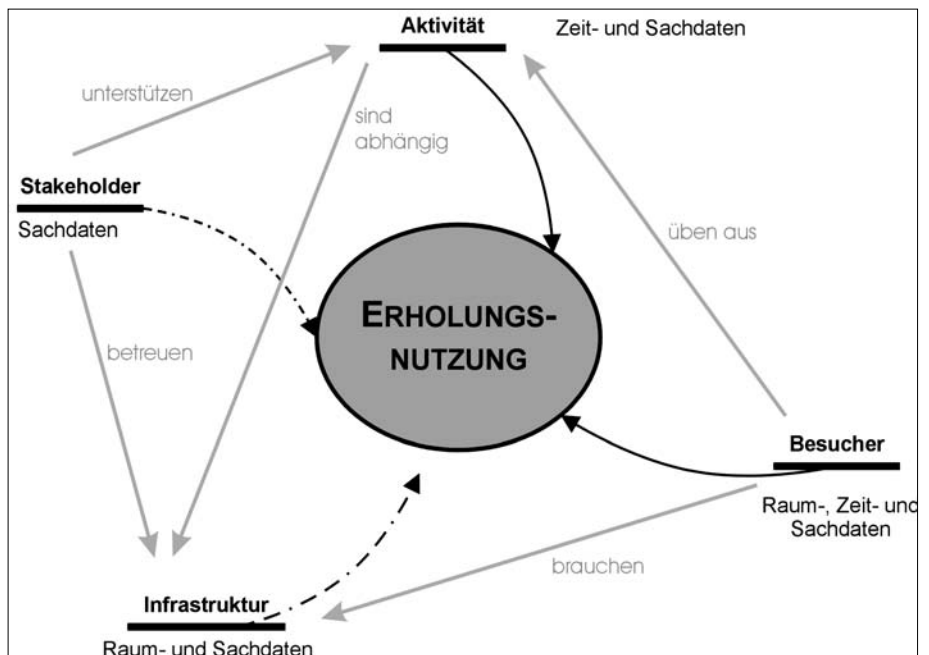 Aktivität
Zeit- und Sachdaten
unterstützen
sind
abhängig
Stakeholder
Sachdaten
üben aus
ERHOLUNGS-
NUTZUNG
betreuen
Besucher
Raum-, Zeit- und
Sachdaten
brauchen
Infrastruktur
Raum- und Sachdaten